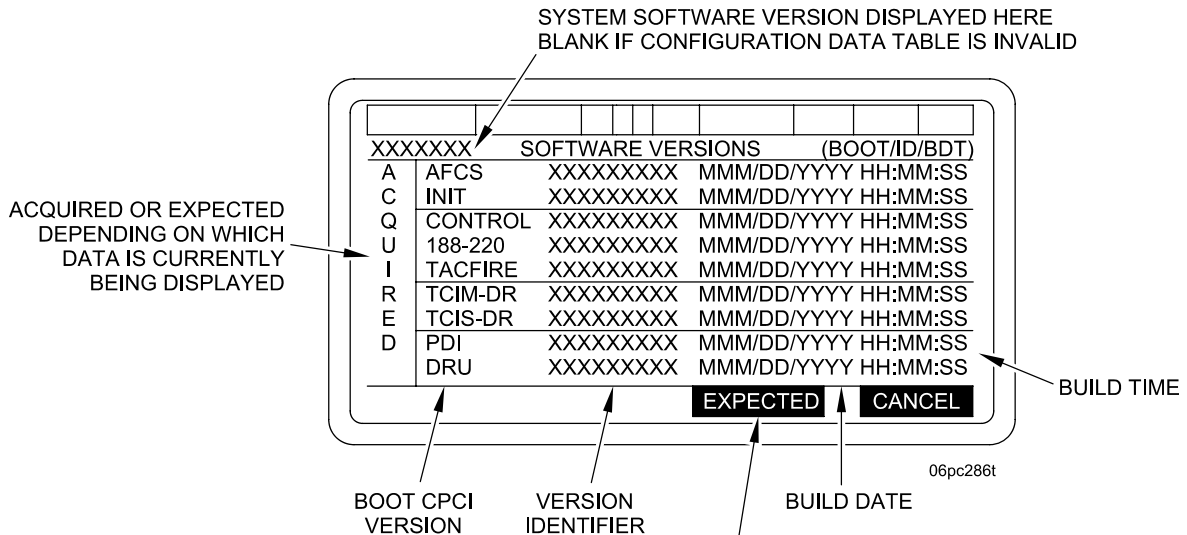 SYSTEM SOFTWARE VERSION DISPLAYED HERE
BLANK IF CONFIGURATION DATA TABLE IS INVALID
XXXXXXX SOFTWARE VERSIONS (BOOT/ID/BDT)
A AFCS XXXXXXXXX MMM/DD/YYYY HH:MM:SS
C INIT XXXXXXXXX MMM/DD/YYYY HH:MM:SS
Q CONTROL XXXXXXXXX MMM/DD/YYYY HH:MM:SS
U 188-220 XXXXXXXXX MMM/DD/YYYY HH:MM:SS
I TACFIRE XXXXXXXXX MMM/DD/YYYY HH:MM:SS
R TCIM-DR XXXXXXXXX MMM/DD/YYYY HH:MM:SS
E TCIS-DR XXXXXXXXX MMM/DD/YYYY HH:MM:SS
D PDI XXXXXXXXX MMM/DD/YYYY HH:MM:SS
DRU XXXXXXXXX MMM/DD/YYYY HH:MM:SS
EXPECTED CANCEL
ACQUIRED OR EXPECTED
DEPENDING ON WHICH
DATA IS CURRENTLY
BEING DISPLAYED
BUILD TIME
06pc286t
BOOT CPCI
VERSION
VERSION
IDENTIFIER
BUILD DATE